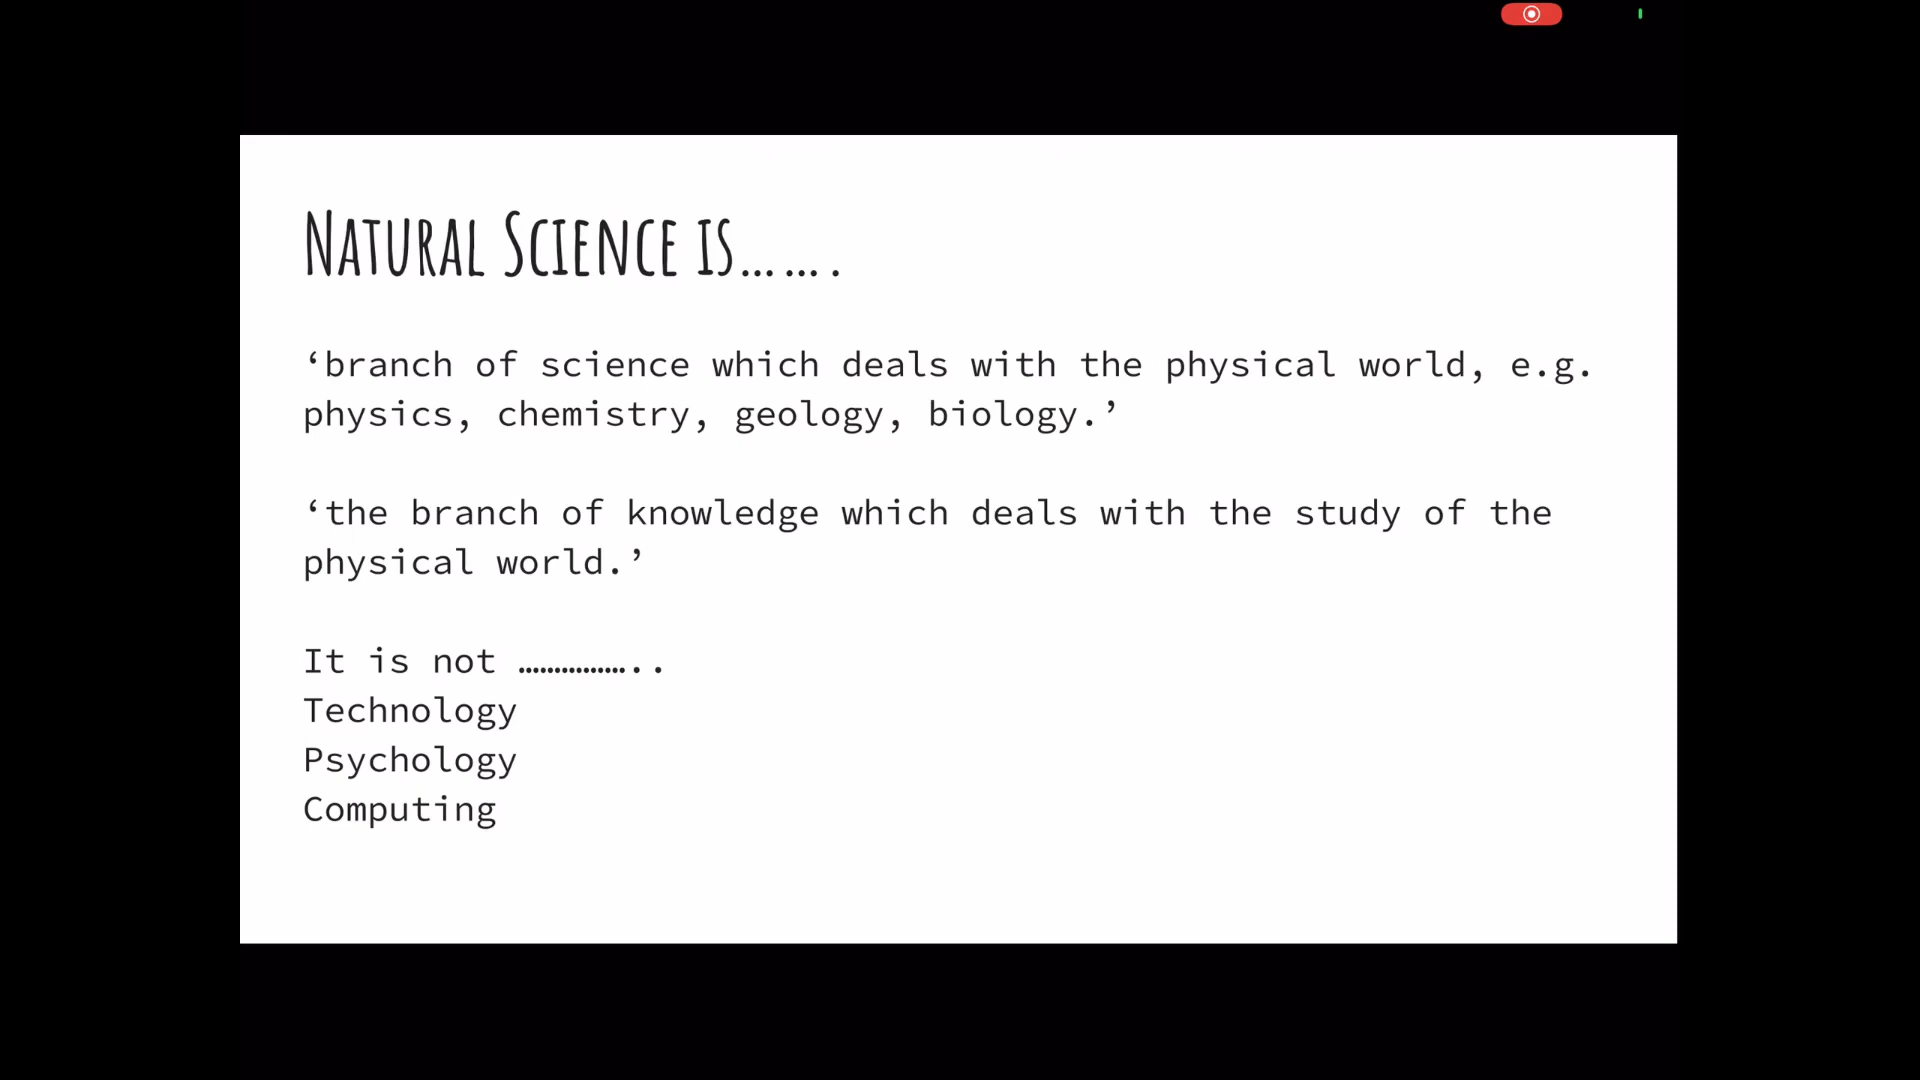 Natural Science is…….
‘branch of science which deals with the physical world, e.g.
physics, chemistry, geology, biology.’
‘the branch of knowledge which deals with the study of the
physical world.’
It is not ……………..
Technology
Psychology
Computing